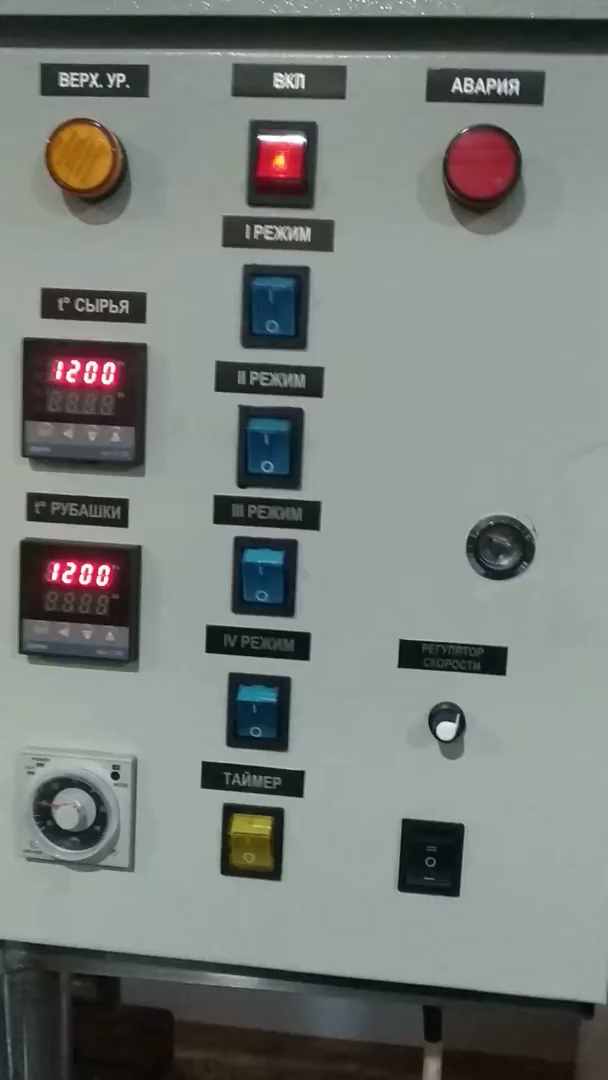 ВЕРХ. УР.
ВКЛ
АВАРИЯ
I РЕЖИМ
t° СЫРЬЯ
1200
II РЕЖИМ
t° РУБАШКИ
III РЕЖИМ
1200
IV РЕЖИМ
РЕГУЛЯТОР
СКОРОСТИ
ТАЙМЕР